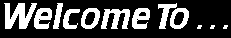 Welcome To . . .